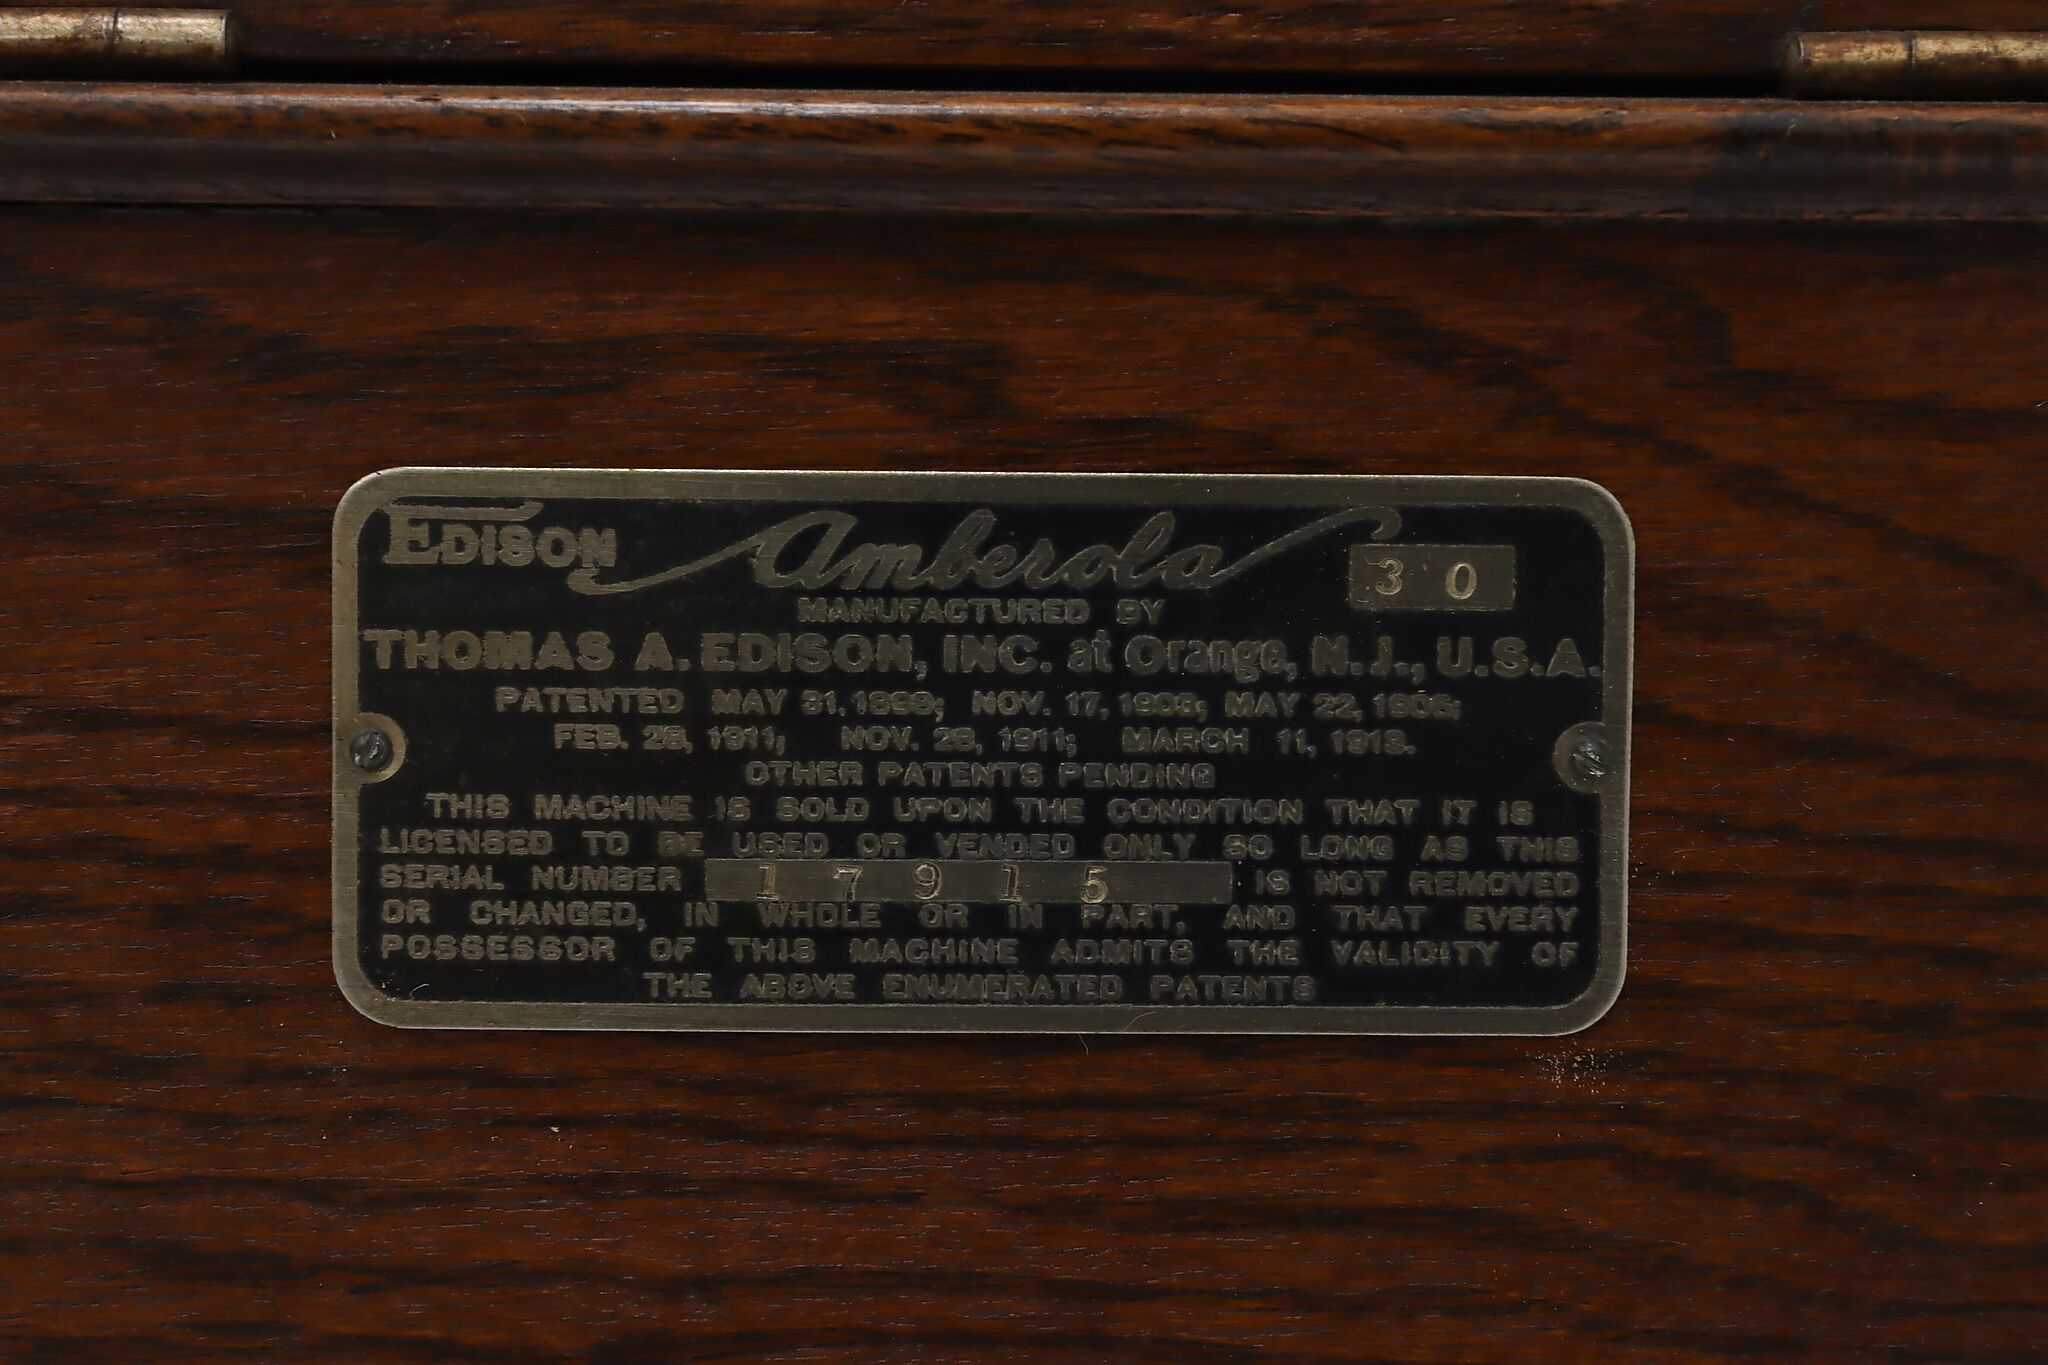 EDISON Amberola 30
MANUFACTURED BY
THOMAS A. EDISON, INC. at Orange, N.J., U.S.A.
PATENTED MAY 31, 1898; NOV. 17, 1903; MAY 22, 1906;
FEB. 28, 1911; NOV. 28, 1911; MARCH 11, 1913.
OTHER PATENTS PENDING
THIS MACHINE IS SOLD UPON THE CONDITION THAT IT IS
LICENSED TO BE USED OR VENDED ONLY SO LONG AS THIS
SERIAL NUMBER 17915 IS NOT REMOVED
OR CHANGED, IN WHOLE OR IN PART, AND THAT EVERY
POSSESSOR OF THIS MACHINE ADMITS THE VALIDITY OF
THE ABOVE ENUMERATED PATENTS